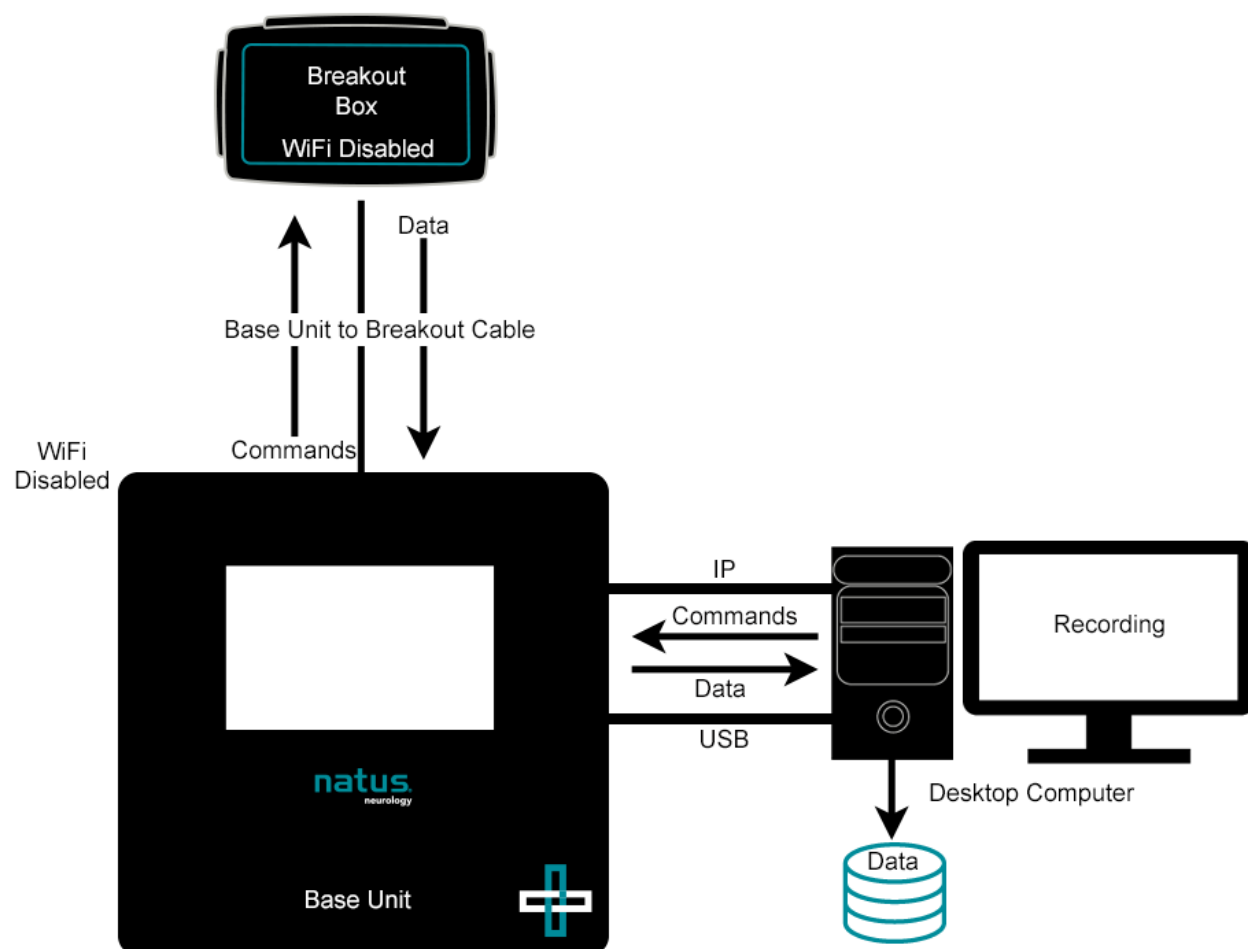 Breakout
Box
WiFi Disabled
Data
Base Unit to Breakout Cable
Commands
WiFi
Disabled
IP
Commands
Data
USB
Recording
natus
neurology
Desktop Computer
Data
Base Unit